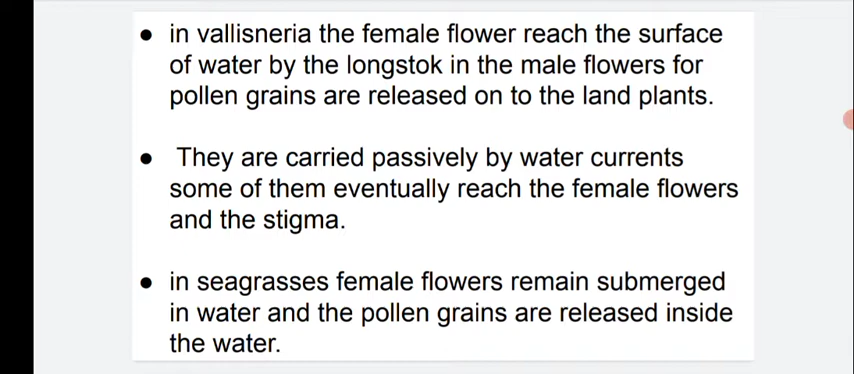 ● in vallisneria the female flower reach the surface
of water by the longstok in the male flowers for
pollen grains are released on to the land plants.
● They are carried passively by water currents
some of them eventually reach the female flowers
and the stigma.
● in seagrasses female flowers remain submerged
in water and the pollen grains are released inside
the water.